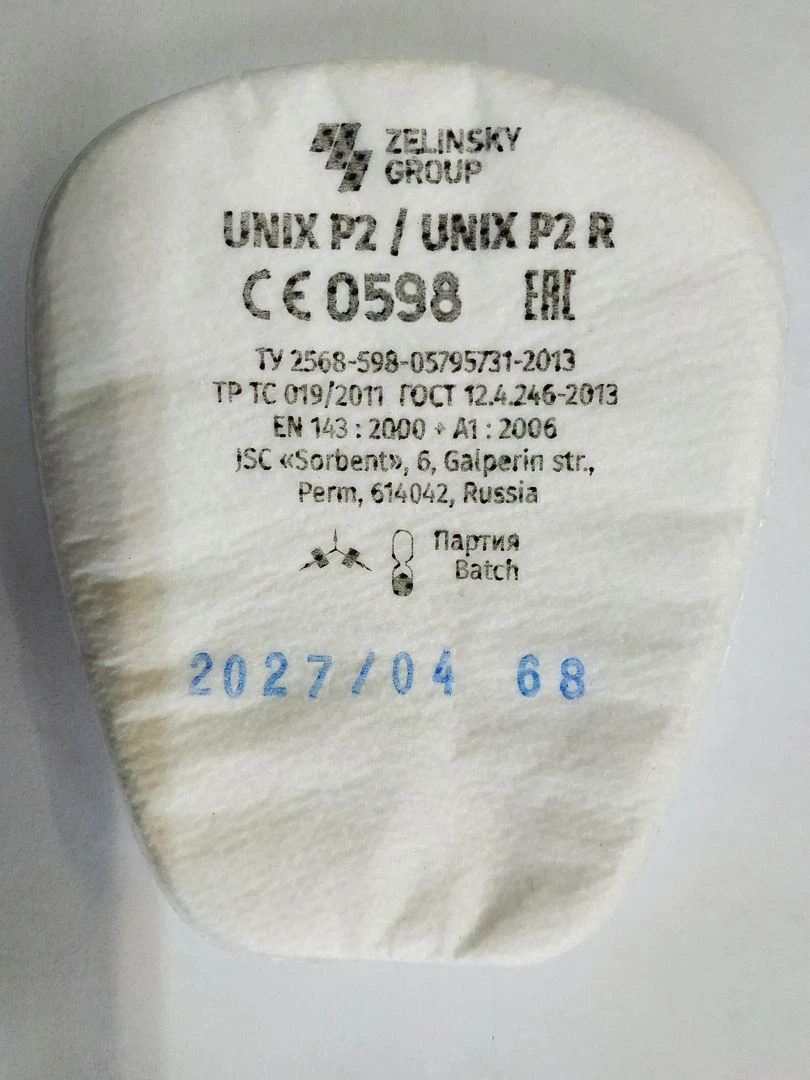 ZELINSKY
GROUP
UNIX P2 / UNIX P2 R
CE 0598 EAC
ТУ 2568-598-05795731-2013
ТР ТС 019/2011 ГОСТ 12.4.246-2013
EN 143 : 2000 + A1 : 2006
JSC «Sorbent», 6, Galperin str.,
Perm, 614042, Russia
Партия
Batch
2027/04 68